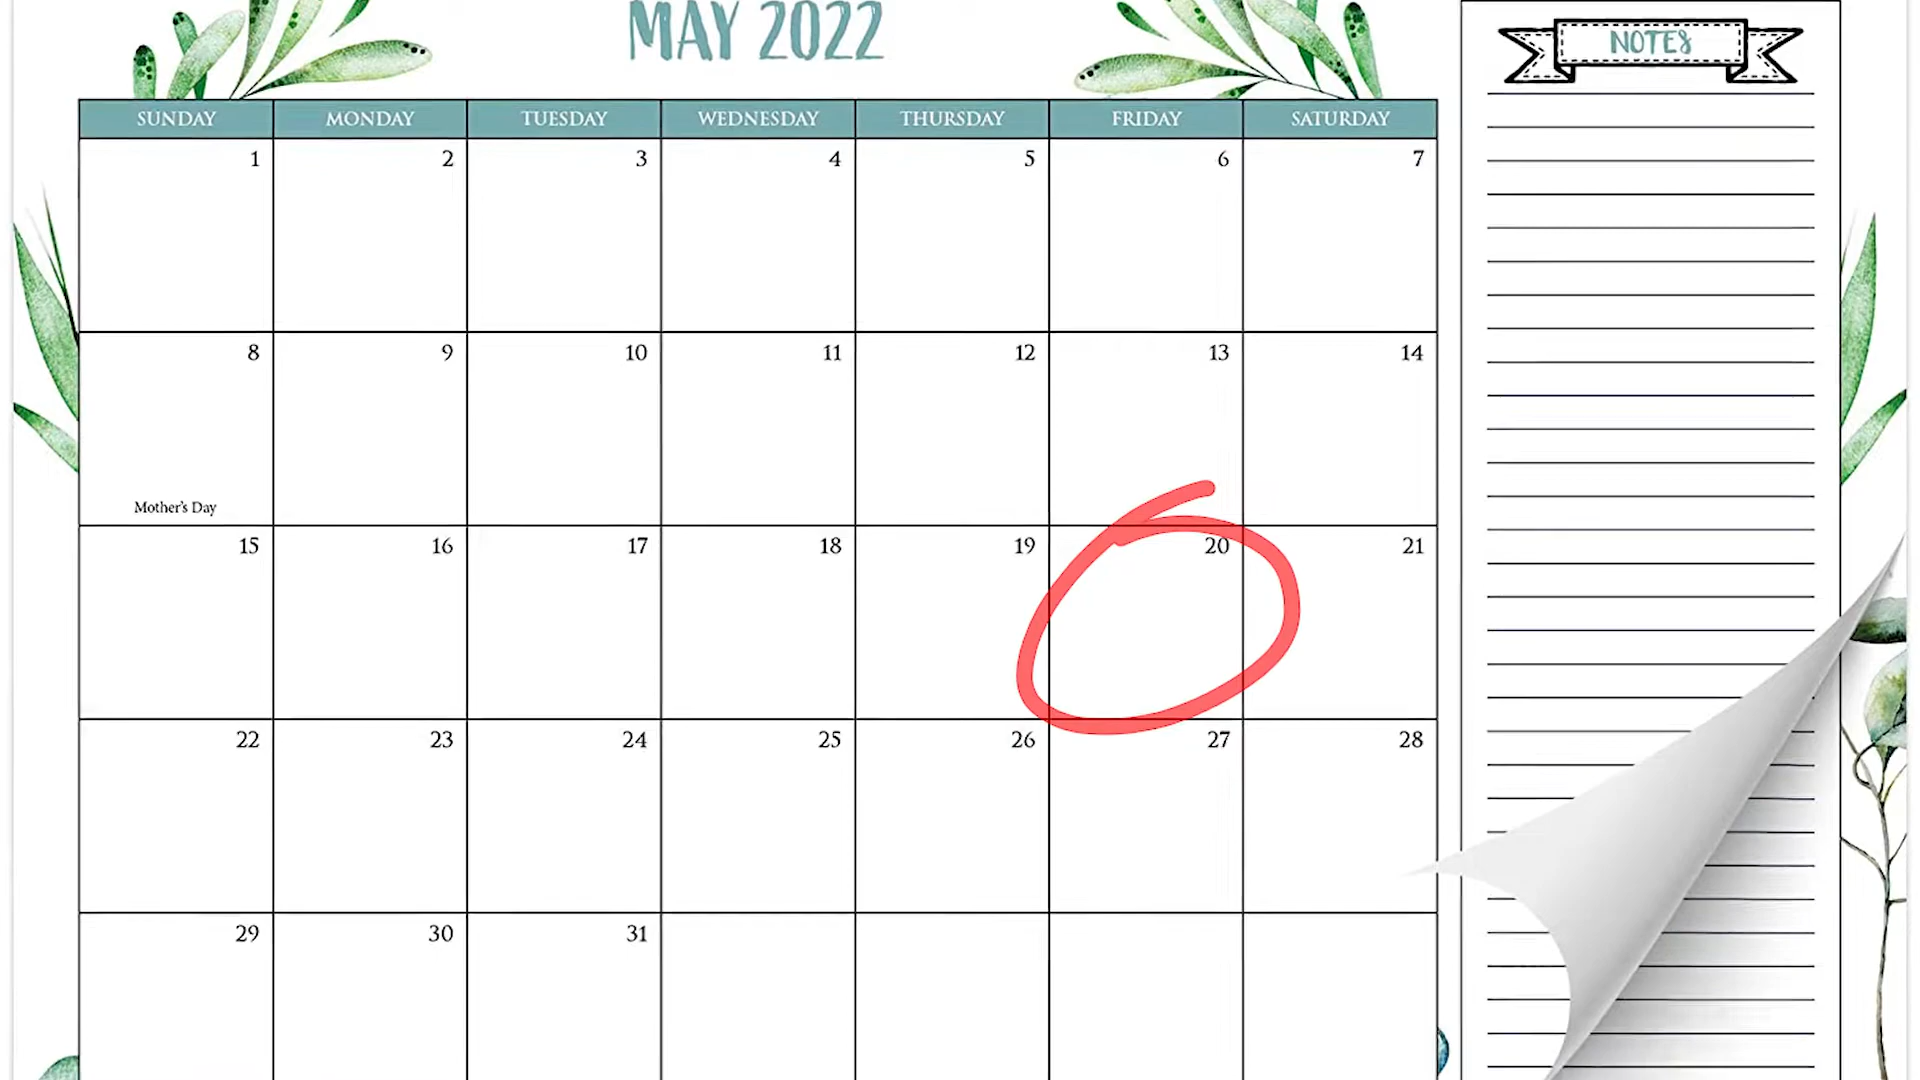 MAY 2022
NOTES
SUNDAY MONDAY TUESDAY WEDNESDAY THURSDAY FRIDAY SATURDAY
1 2 3 4 5 6 7
8 9 10 11 12 13 14
Mother's Day
15 16 17 18 19 20 21
22 23 24 25 26 27 28
29 30 31